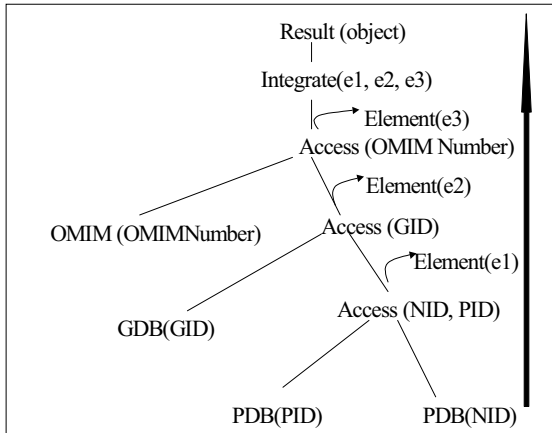 Result (object)
Integrate(e1, e2, e3)
Element(e3)
Access (OMIM Number)
Element(e2)
OMIM (OMIMNumber)
Access (GID)
Element(e1)
GDB(GID)
Access (NID, PID)
PDB(PID)
PDB(NID)